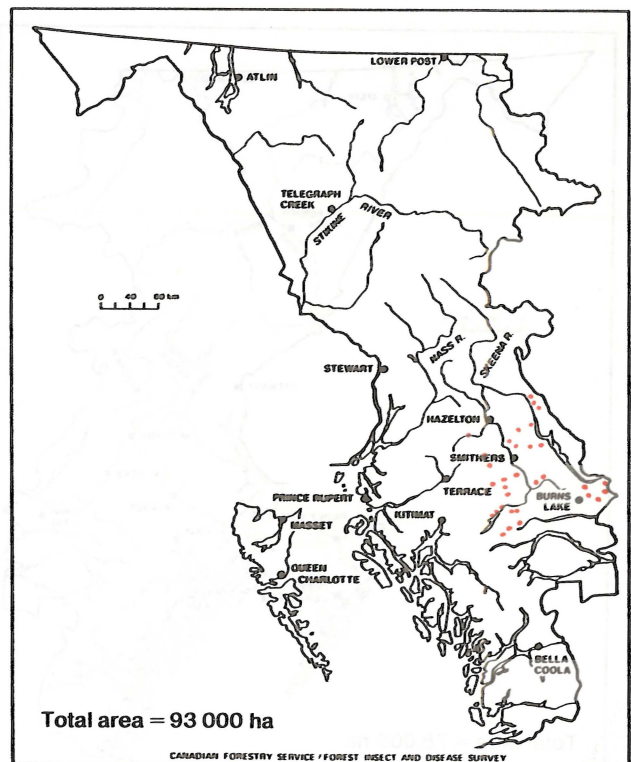 LOWER POST
ATLIN
TELEGRAPH
CREEK
STIKINE RIVER
0 40 80 km
NASS R.
SKEENA R.
STEWART
HAZELTON
SMITHERS
TERRACE
PRINCE RUPERT
KITIMAT
BURNS
LAKE
MASSET
QUEEN
CHARLOTTE
BELLA
COOLA
Total area = 93 000 ha
CANADIAN FORESTRY SERVICE / FOREST INSECT AND DISEASE SURVEY